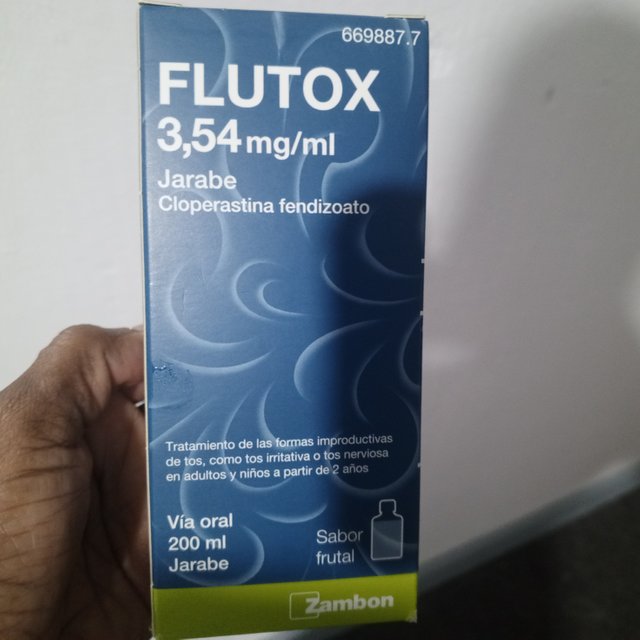 669887.7
FLUTOX
3,54 mg/ml
Jarabe
Cloperastina fendizoato
Tratamiento de las formas improductivas
de tos, como tos irritativa o tos nerviosa
en adultos y niños a partir de 2 años
Vía oral
200 ml
Jarabe
Sabor
frutal
Zambon